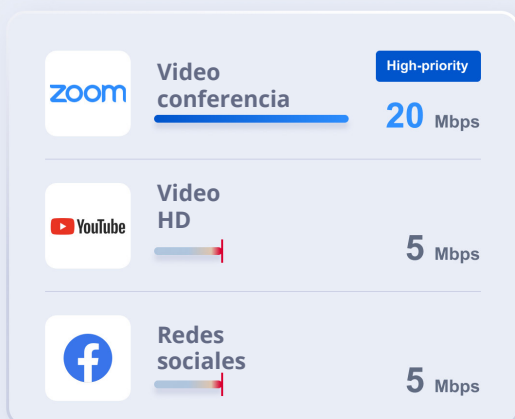 zoom
Video
conferencia
High-priority
20 Mbps
YouTube
Video
HD
5 Mbps
f
Redes
sociales
5 Mbps